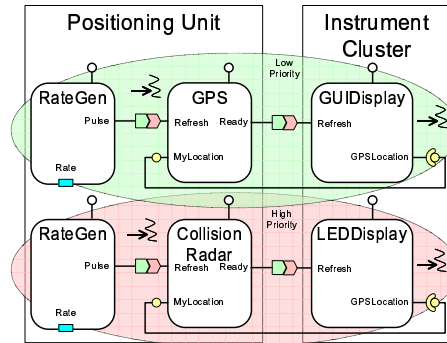 Positioning Unit
Instrument
Cluster
Low
Priority
RateGen
GPS
GUIDisplay
Pulse
Refresh
Ready
Refresh
MyLocation
GPSLocation
Rate
High
Priority
RateGen
Collision
Radar
LEDDisplay
Pulse
Refresh
Ready
Refresh
MyLocation
GPSLocation
Rate